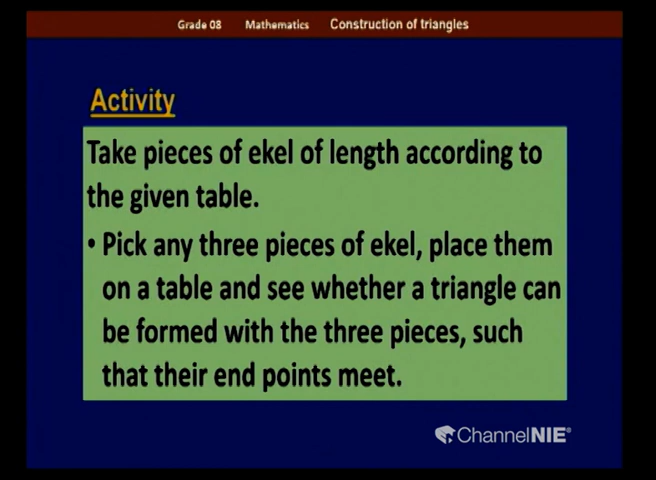 Grade 08 Mathematics Construction of triangles
Activity
Take pieces of ekel of length according to
the given table.
• Pick any three pieces of ekel, place them
on a table and see whether a triangle can
be formed with the three pieces, such
that their end points meet.
ChannelNIE®